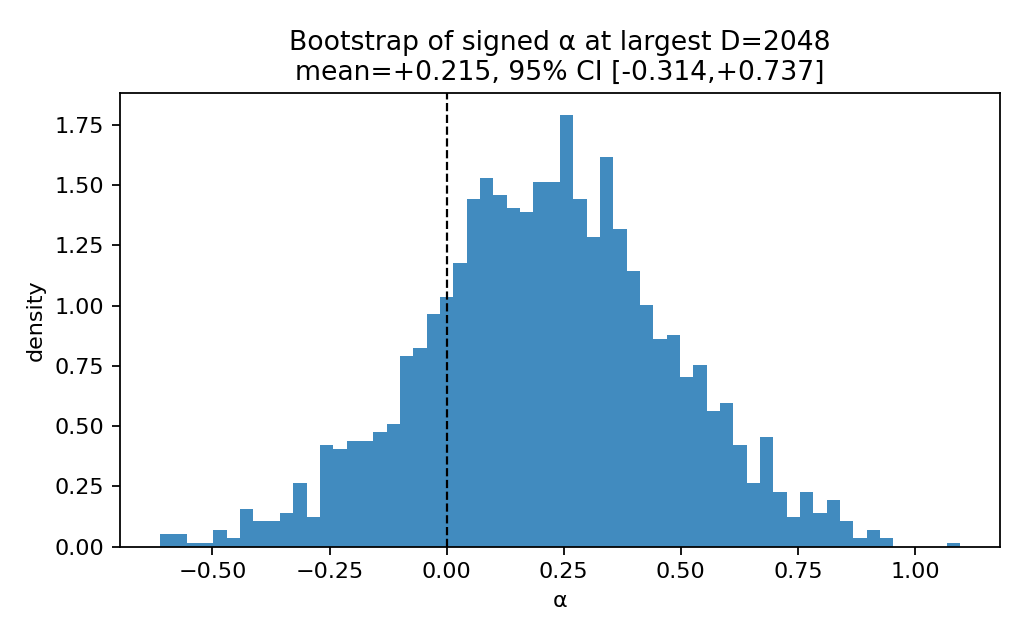 Bootstrap of signed α at largest D=2048
mean=+0.215, 95% CI [-0.314,+0.737]
density
1.75
1.50
1.25
1.00
0.75
0.50
0.25
0.00
−0.50 −0.25 0.00 0.25 0.50 0.75 1.00
α